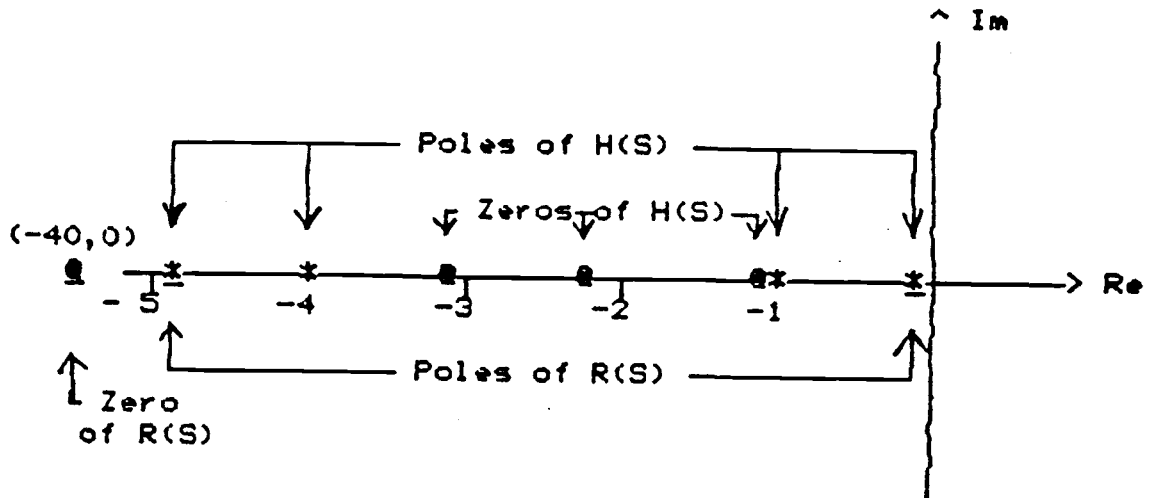 ^ Im
Poles of H(S)
Zeros of H(S)
(-40,0)
- 5
-4
-3
-2
-1
> Re
Poles of R(S)
Zero
of R(S)